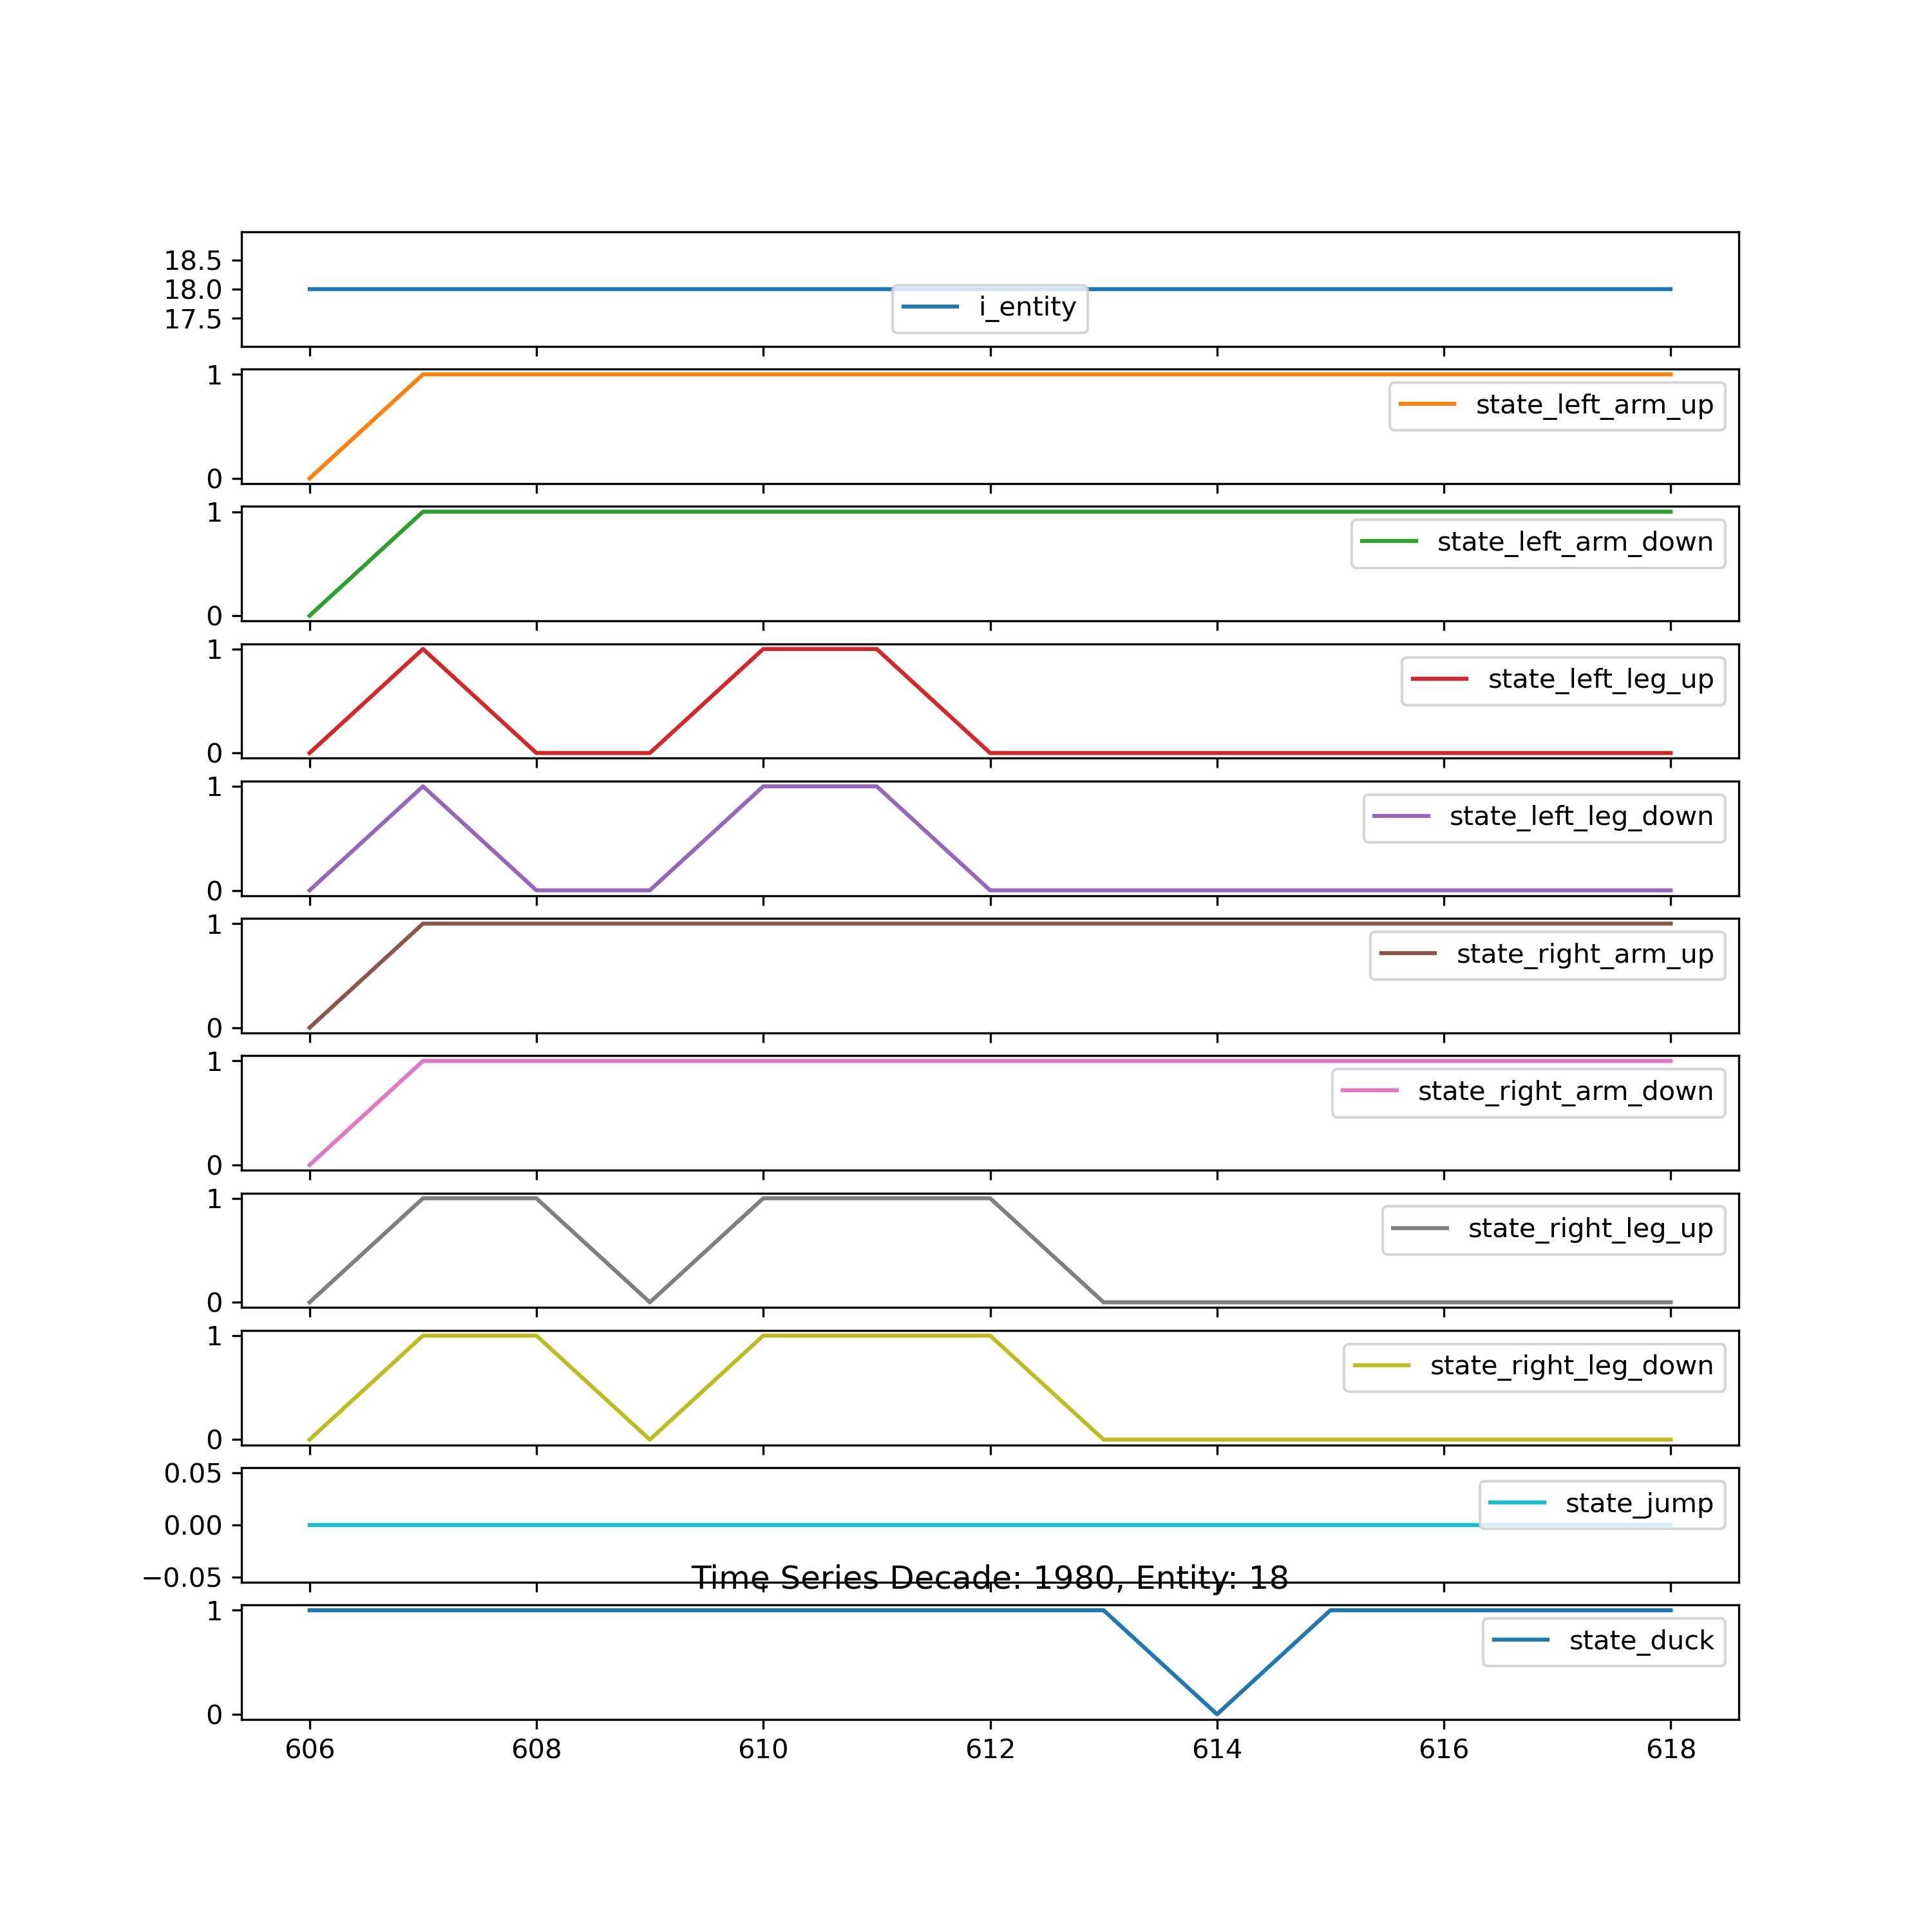 18.5
18.0
17.5
i_entity
1
0
state_left_arm_up
1
0
state_left_arm_down
1
0
state_left_leg_up
1
0
state_left_leg_down
1
0
state_right_arm_up
1
0
state_right_arm_down
1
0
state_right_leg_up
1
0
state_right_leg_down
0.05
0.00
−0.05
state_jump
Time Series Decade: 1980, Entity: 18
1
0
state_duck
606 608 610 612 614 616 618